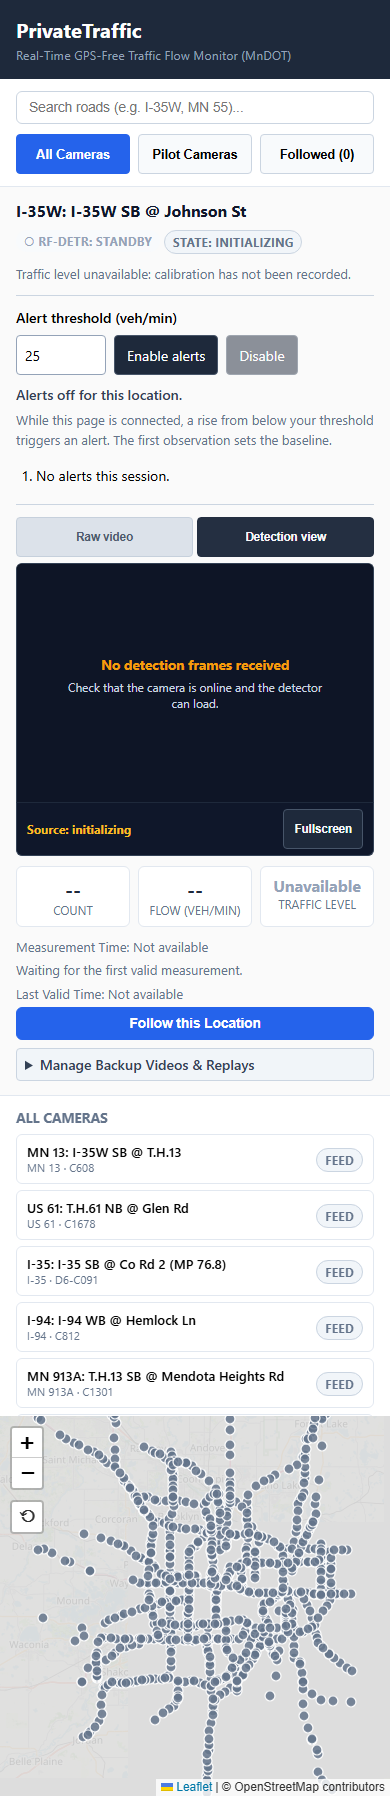 PrivateTraffic
Real-Time GPS-Free Traffic Flow Monitor (MnDOT)
Search roads (e.g. I-35W, MN 55)...
All Cameras
Pilot Cameras
Followed (0)
I-35W: I-35W SB @ Johnson St
RF-DETR: STANDBY
STATE: INITIALIZING
Traffic level unavailable: calibration has not been recorded.
Alert threshold (veh/min)
25
Enable alerts
Disable
Alerts off for this location.
While this page is connected, a rise from below your threshold
triggers an alert. The first observation sets the baseline.
1. No alerts this session.
Raw video
Detection view
No detection frames received
Check that the camera is online and the detector
can load.
Source: initializing
Fullscreen
--
COUNT
--
FLOW (VEH/MIN)
Unavailable
TRAFFIC LEVEL
Measurement Time: Not available
Waiting for the first valid measurement.
Last Valid Time: Not available
Follow this Location
Manage Backup Videos & Replays
ALL CAMERAS
MN 13: I-35W SB @ T.H.13
MN 13 · C608
FEED
US 61: T.H.61 NB @ Glen Rd
US 61 · C1678
FEED
I-35: I-35 SB @ Co Rd 2 (MP 76.8)
I-35 · D6-C091
FEED
I-94: I-94 WB @ Hemlock Ln
I-94 · C812
FEED
MN 913A: T.H.13 SB @ Mendota Heights Rd
MN 913A · C1301
FEED
+
−
Lake
Saint Mich
Andover
Corcoran
Mound
Waconia
Belle Plaine
Leaflet | © OpenStreetMap contributors